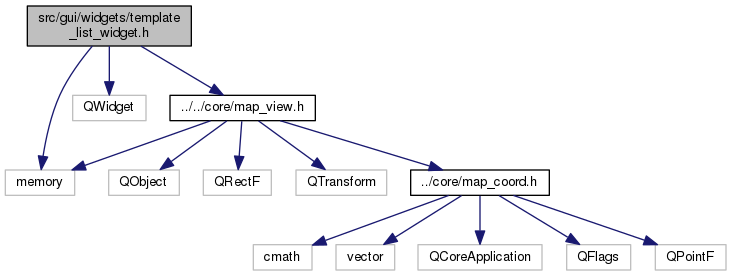 src/gui/widgets/template
_list_widget.h
QWidget
../../core/map_view.h
memory
QObject
QRectF
QTransform
../core/map_coord.h
cmath
vector
QCoreApplication
QFlags
QPointF